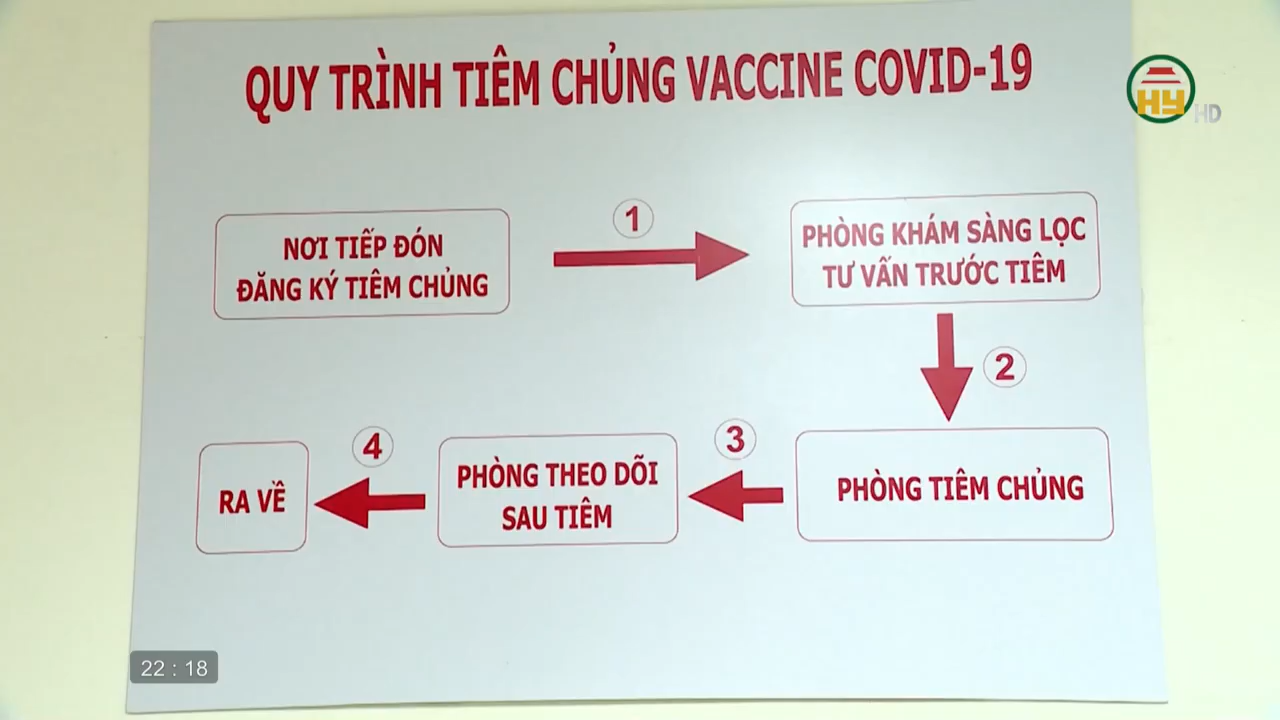 QUY TRÌNH TIÊM CHỦNG VACCINE COVID-19
HY HD
1
NƠI TIẾP ĐÓN
ĐĂNG KÝ TIÊM CHỦNG
PHÒNG KHÁM SÀNG LỌC
TƯ VẤN TRƯỚC TIÊM
2
PHÒNG TIÊM CHỦNG
3
PHÒNG THEO DÕI
SAU TIÊM
4
RA VỀ
22 : 18